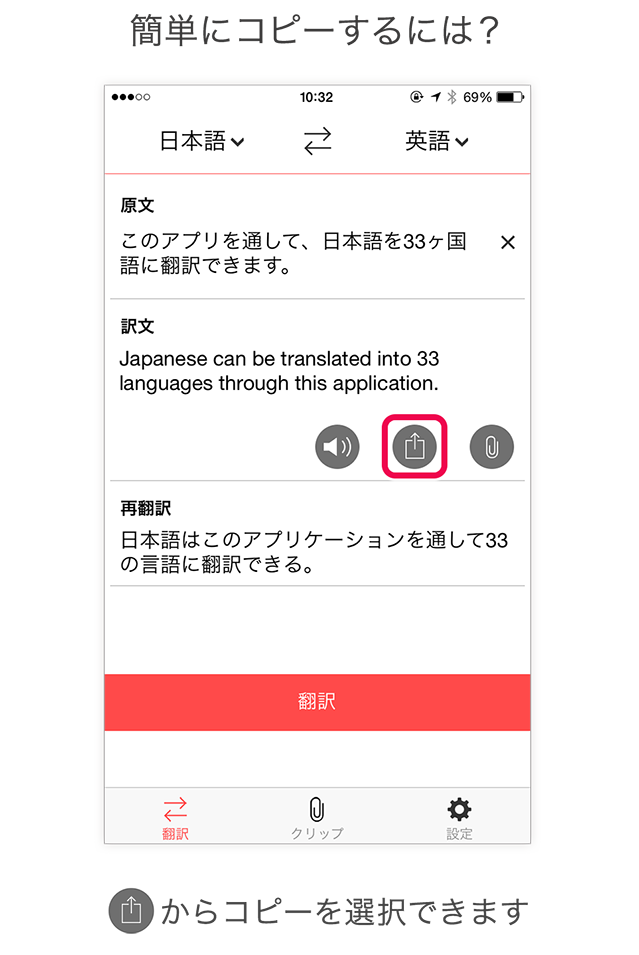 簡単にコピーするには？
10:32
69%
日本語
英語
原文
このアプリを通して、日本語を33ヶ国
語に翻訳できます。
訳文
Japanese can be translated into 33
languages through this application.
再翻訳
日本語はこのアプリケーションを通して33
の言語に翻訳できる。
翻訳
翻訳
クリップ
設定
からコピーを選択できます